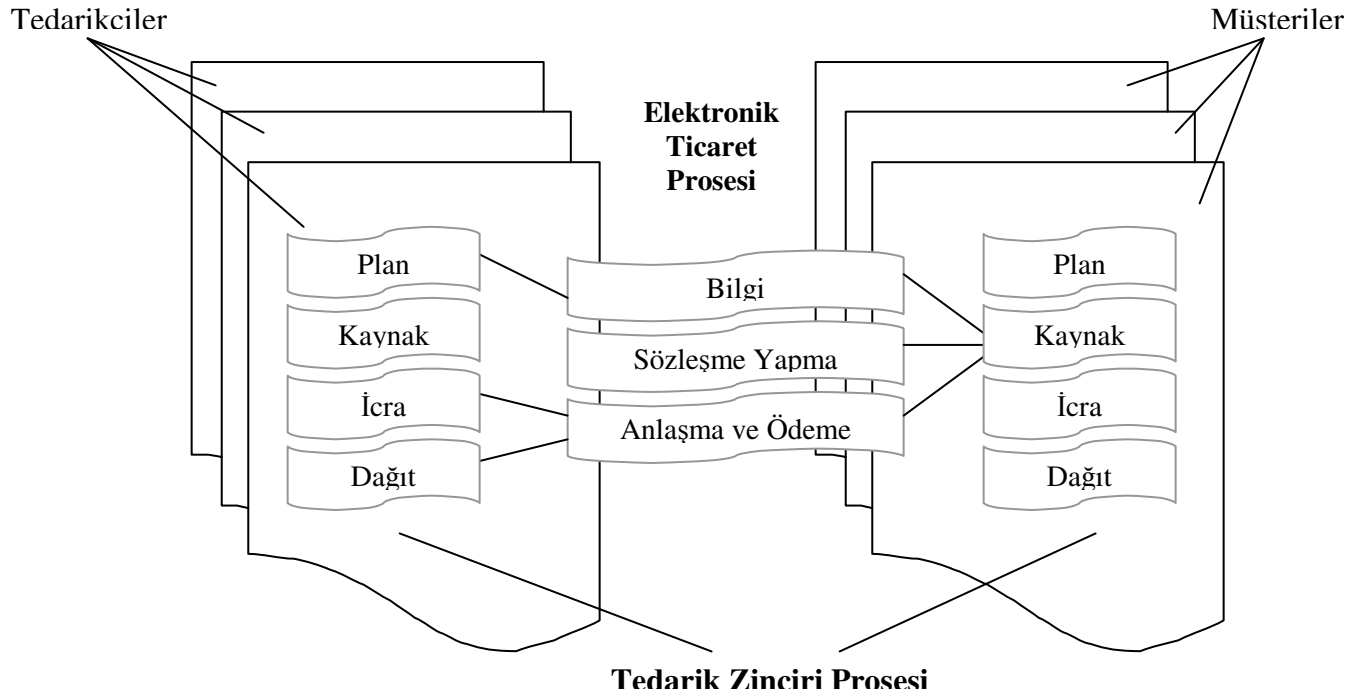 Tedarikciler
Müsteriler
Elektronik
Ticaret
Prosesi
Plan
Kaynak
İcra
Dağıt
Bilgi
Sözleşme Yapma
Anlaşma ve Ödeme
Plan
Kaynak
İcra
Dağıt
Tedarik Zinciri Prosesi